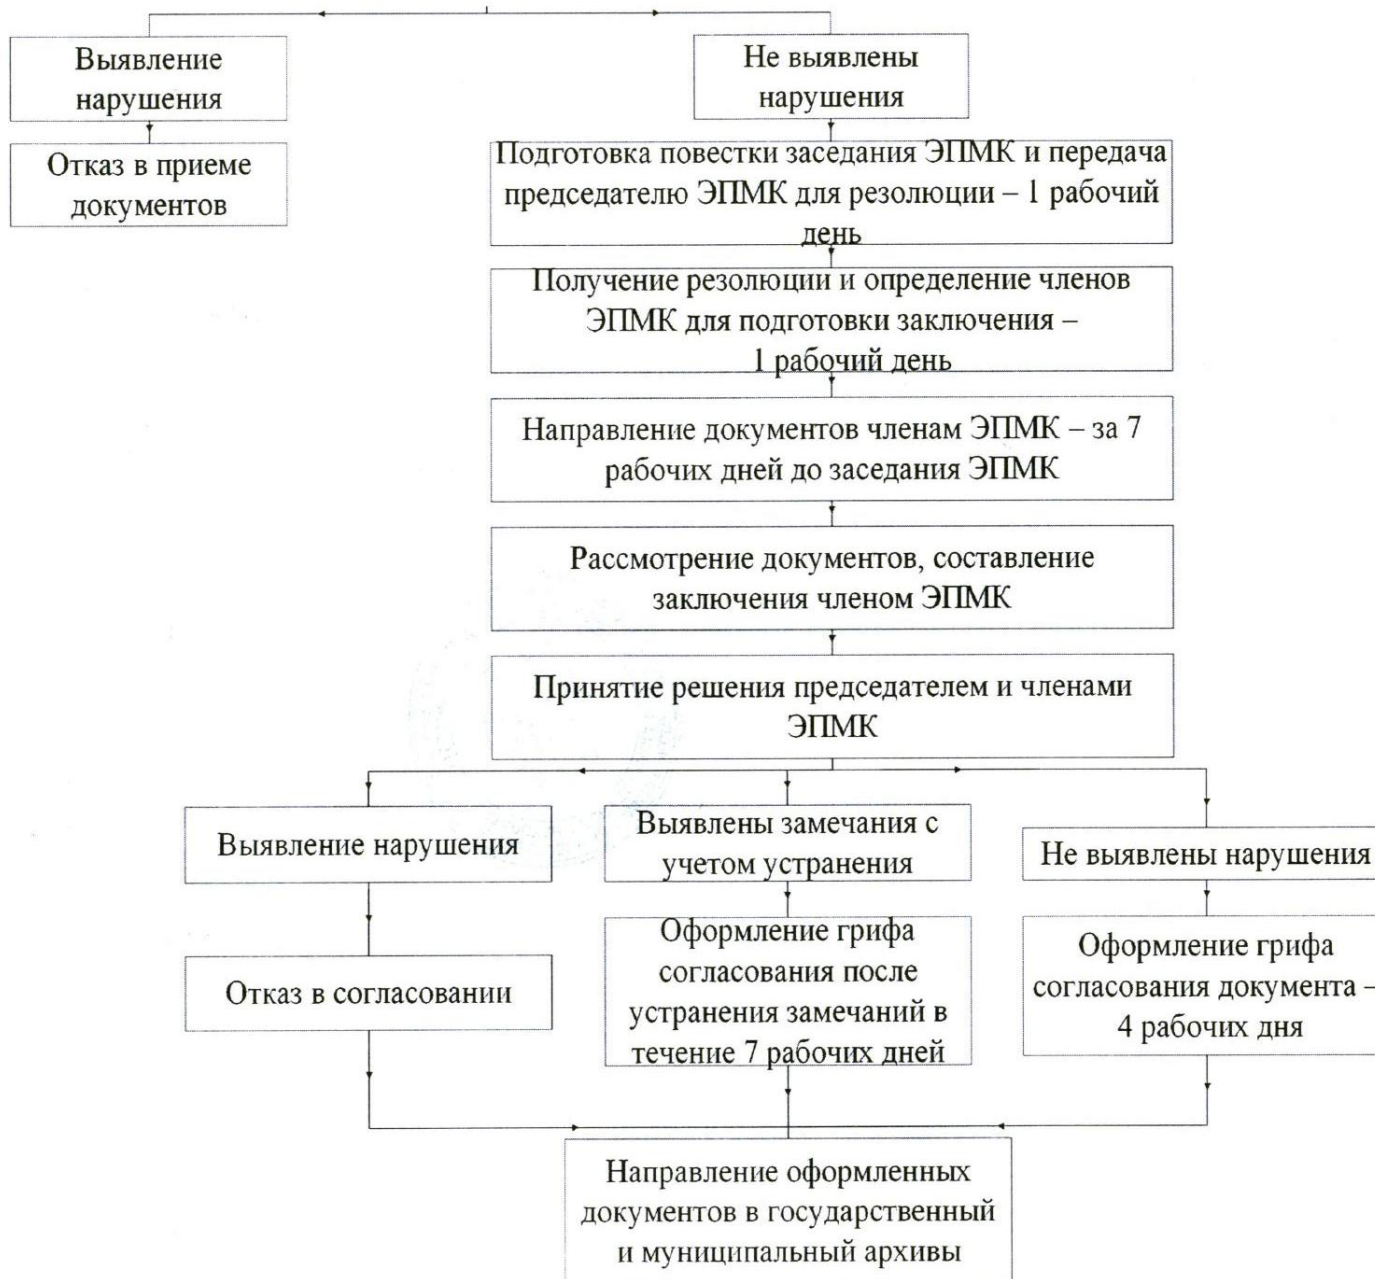 Выявление
нарушения
Не выявлены
нарушения
Отказ в приеме
документов
Подготовка повестки заседания ЭПМК и передача
председателю ЭПМК для резолюции – 1 рабочий
день
Получение резолюции и определение членов
ЭПМК для подготовки заключения –
1 рабочий день
Направление документов членам ЭПМК – за 7
рабочих дней до заседания ЭПМК
Рассмотрение документов, составление
заключения членом ЭПМК
Принятие решения председателем и членами
ЭПМК
Выявление нарушения
Выявлены замечания с
учетом устранения
Не выявлены нарушения
Отказ в согласовании
Оформление грифа
согласования после
устранения замечаний в
течение 7 рабочих дней
Оформление грифа
согласования документа –
4 рабочих дня
Направление оформленных
документов в государственный
и муниципальный архивы